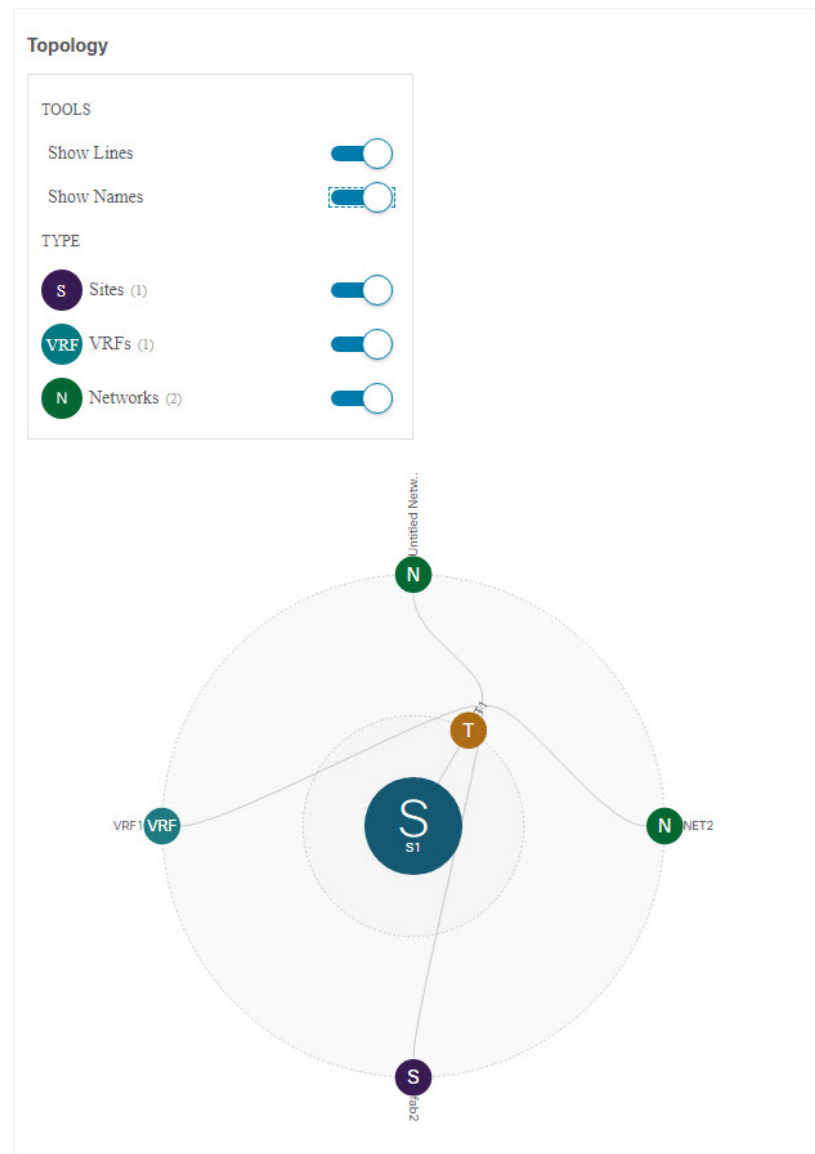 Topology
TOOLS
Show Lines
Show Names
TYPE
S Sites (1)
VRF VRFs (1)
N Networks (2)
Untitled Netw..
N
T1
T
S
S1
VRF1 VRF
N NET2
S
fab2